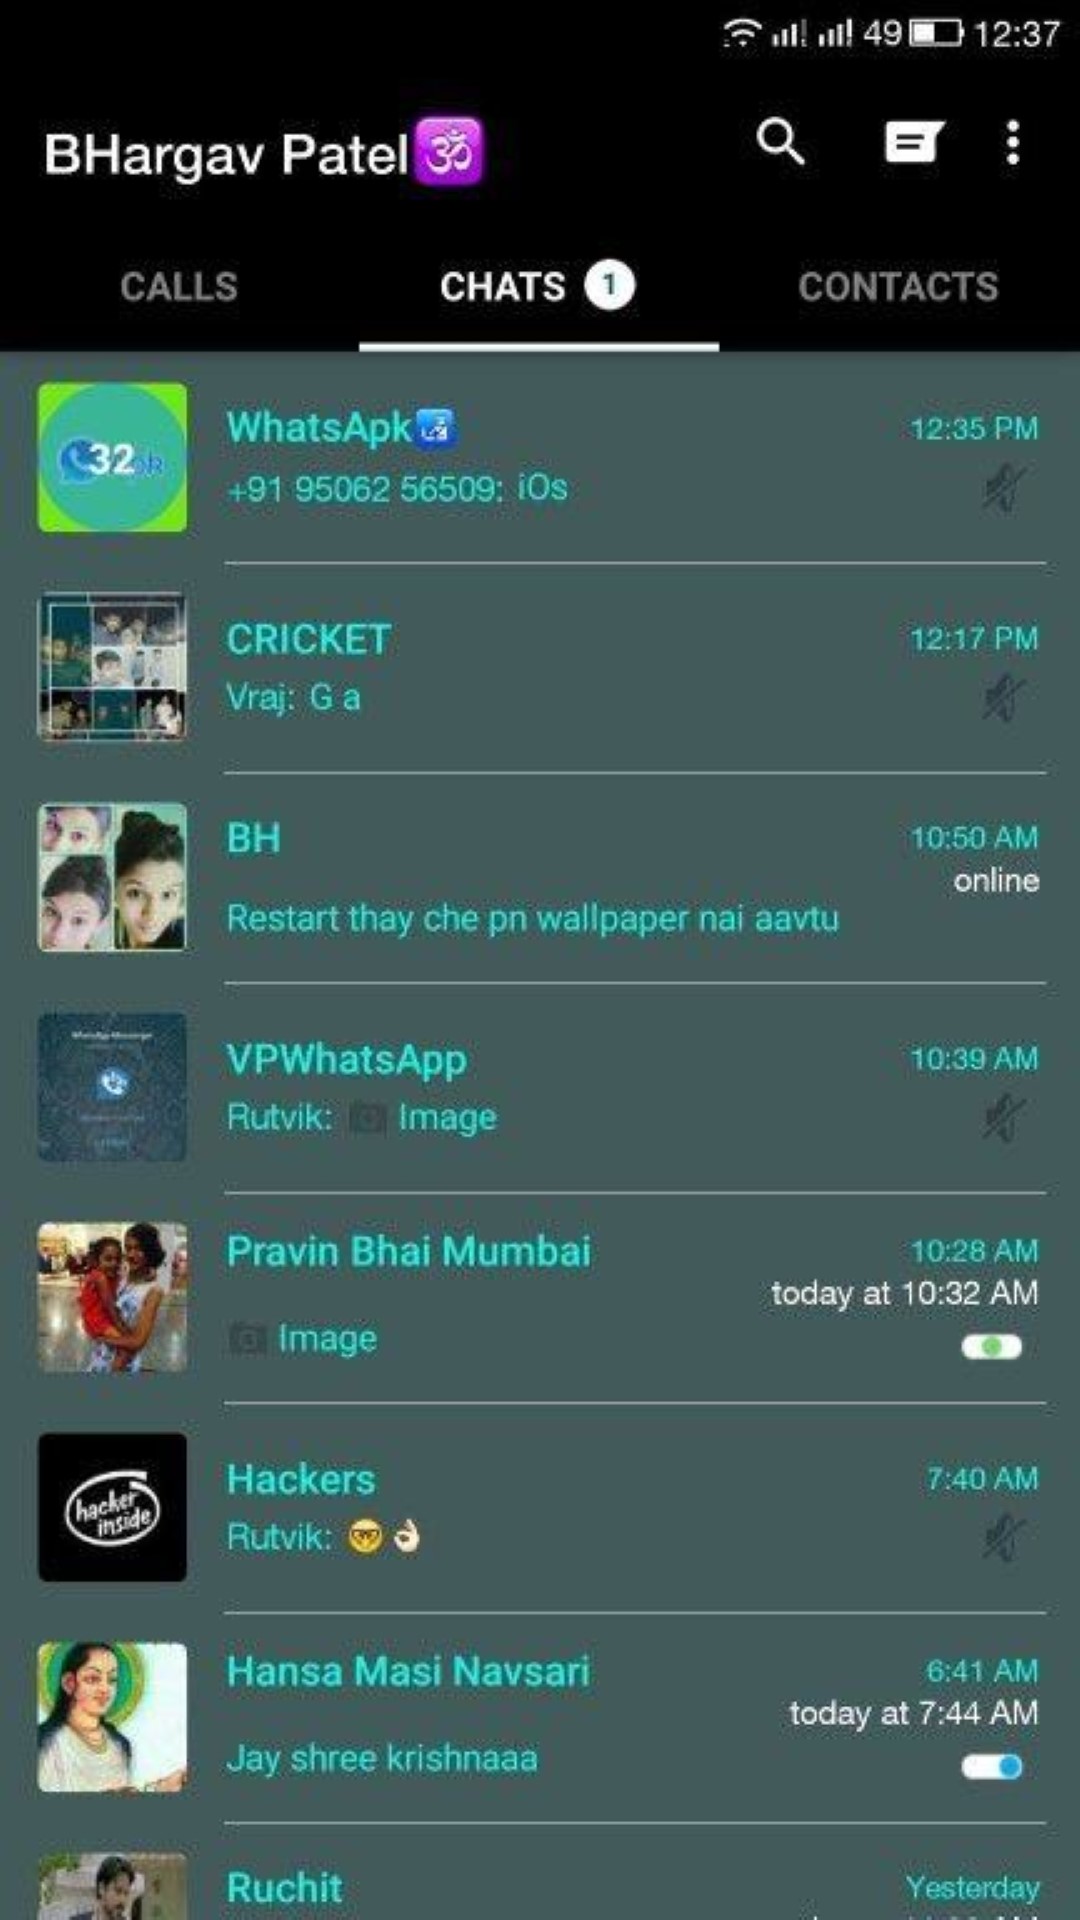 49 12:37
BHargav Patel🕉
CALLS
CHATS 1
CONTACTS
WhatsApk
12:35 PM
32
+91 95062 56509: iOs
CRICKET
12:17 PM
Vraj: G a
BH
10:50 AM
online
Restart thay che pn wallpaper nai aavtu
VPWhatsApp
10:39 AM
Rutvik: Image
Pravin Bhai Mumbai
10:28 AM
today at 10:32 AM
Image
Hackers
7:40 AM
hacker
inside
Rutvik: 🤓👌🏻
Hansa Masi Navsari
6:41 AM
today at 7:44 AM
Jay shree krishnaaa
Ruchit
Yesterday